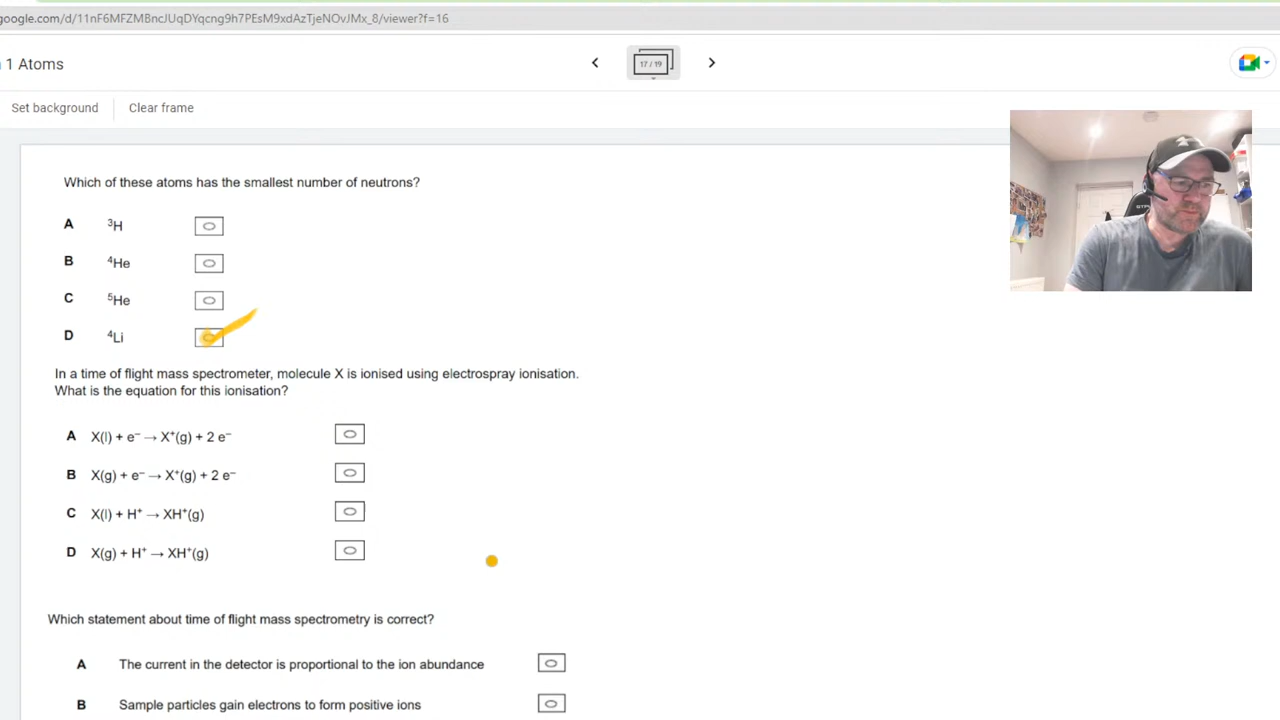 google.com/d/11nF6MFZMBncJUqDYqcng9h7PEsM9xdAzTjeNOvJMx_8/viewer?f=16
1 Atoms
17 / 19
Set background
Clear frame
Which of these atoms has the smallest number of neutrons?
A ³H
B ⁴He
C ⁵He
D ⁴Li
In a time of flight mass spectrometer, molecule X is ionised using electrospray ionisation.
What is the equation for this ionisation?
A X(l) + e⁻ → X⁺(g) + 2 e⁻
B X(g) + e⁻ → X⁺(g) + 2 e⁻
C X(l) + H⁺ → XH⁺(g)
D X(g) + H⁺ → XH⁺(g)
Which statement about time of flight mass spectrometry is correct?
A The current in the detector is proportional to the ion abundance
B Sample particles gain electrons to form positive ions